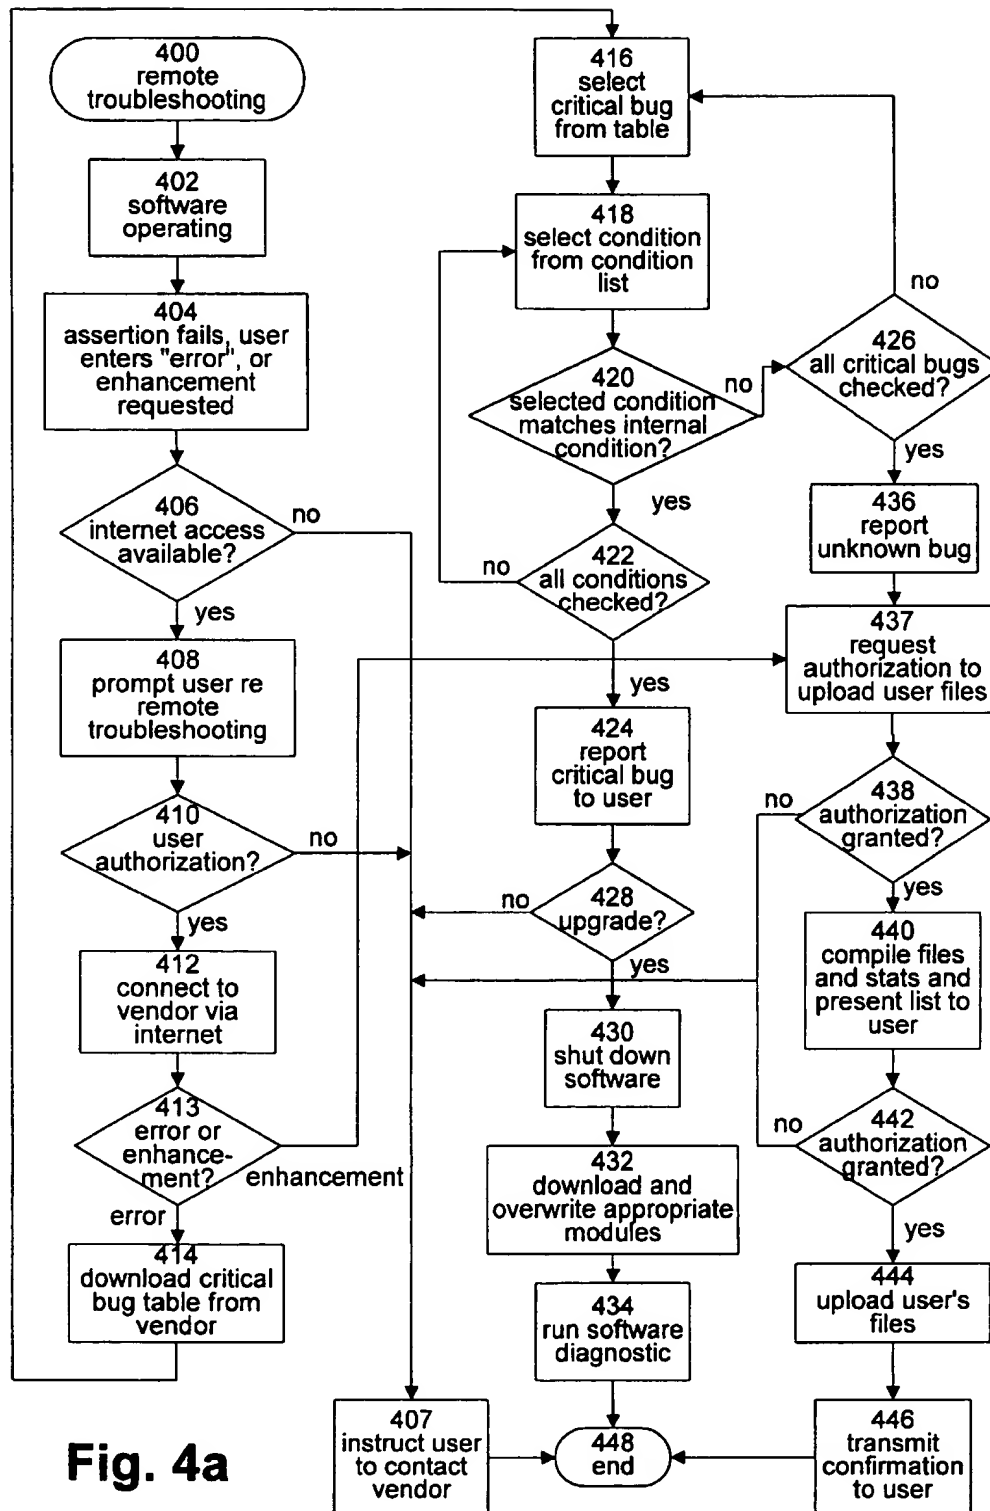 400
remote
troubleshooting
402
software
operating
404
assertion fails, user
enters "error", or
enhancement
requested
406
internet access
available?
no
yes
408
prompt user re
remote
troubleshooting
410
user
authorization?
no
yes
412
connect to
vendor via
internet
413
error or
enhance-
ment?
enhancement
error
414
download critical
bug table from
vendor
407
instruct user
to contact
vendor
416
select
critical bug
from table
418
select condition
from condition
list
420
selected condition
matches internal
condition?
no
yes
422
all conditions
checked?
no
yes
424
report
critical bug
to user
428
upgrade?
no
yes
430
shut down
software
432
download and
overwrite appropriate
modules
434
run software
diagnostic
448
end
no
426
all critical bugs
checked?
yes
436
report
unknown bug
437
request
authorization to
upload user files
438
authorization
granted?
no
yes
440
compile files
and stats and
present list to
user
442
authorization
granted?
no
yes
444
upload user's
files
446
transmit
confirmation
to user
Fig. 4a